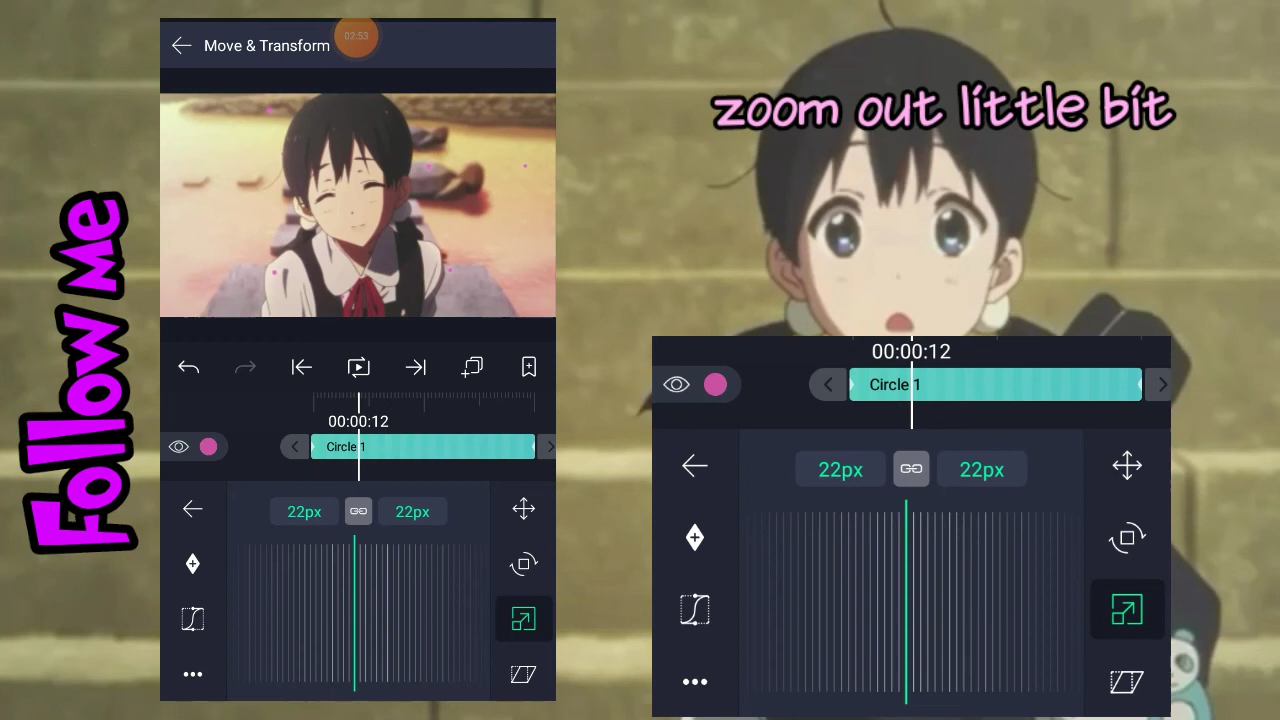 Follow Me
Move & Transform
02:53
00:00:12
Circle 1
22px
22px
zoom out little bit
00:00:12
Circle 1
22px
22px